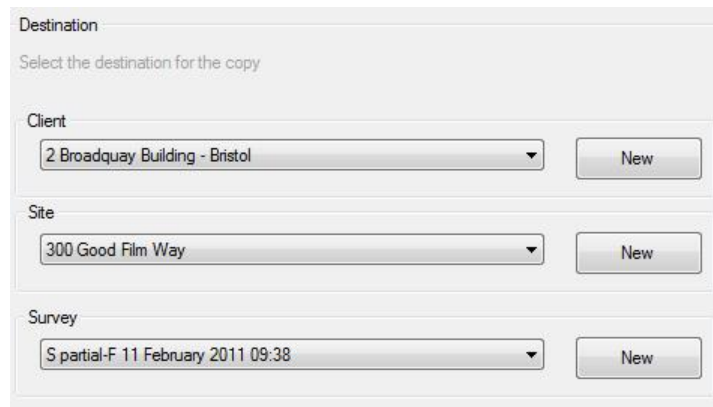 Destination
Select the destination for the copy
Client
2 Broadquay Building - Bristol
New
Site
300 Good Film Way
New
Survey
S partial-F 11 February 2011 09:38
New